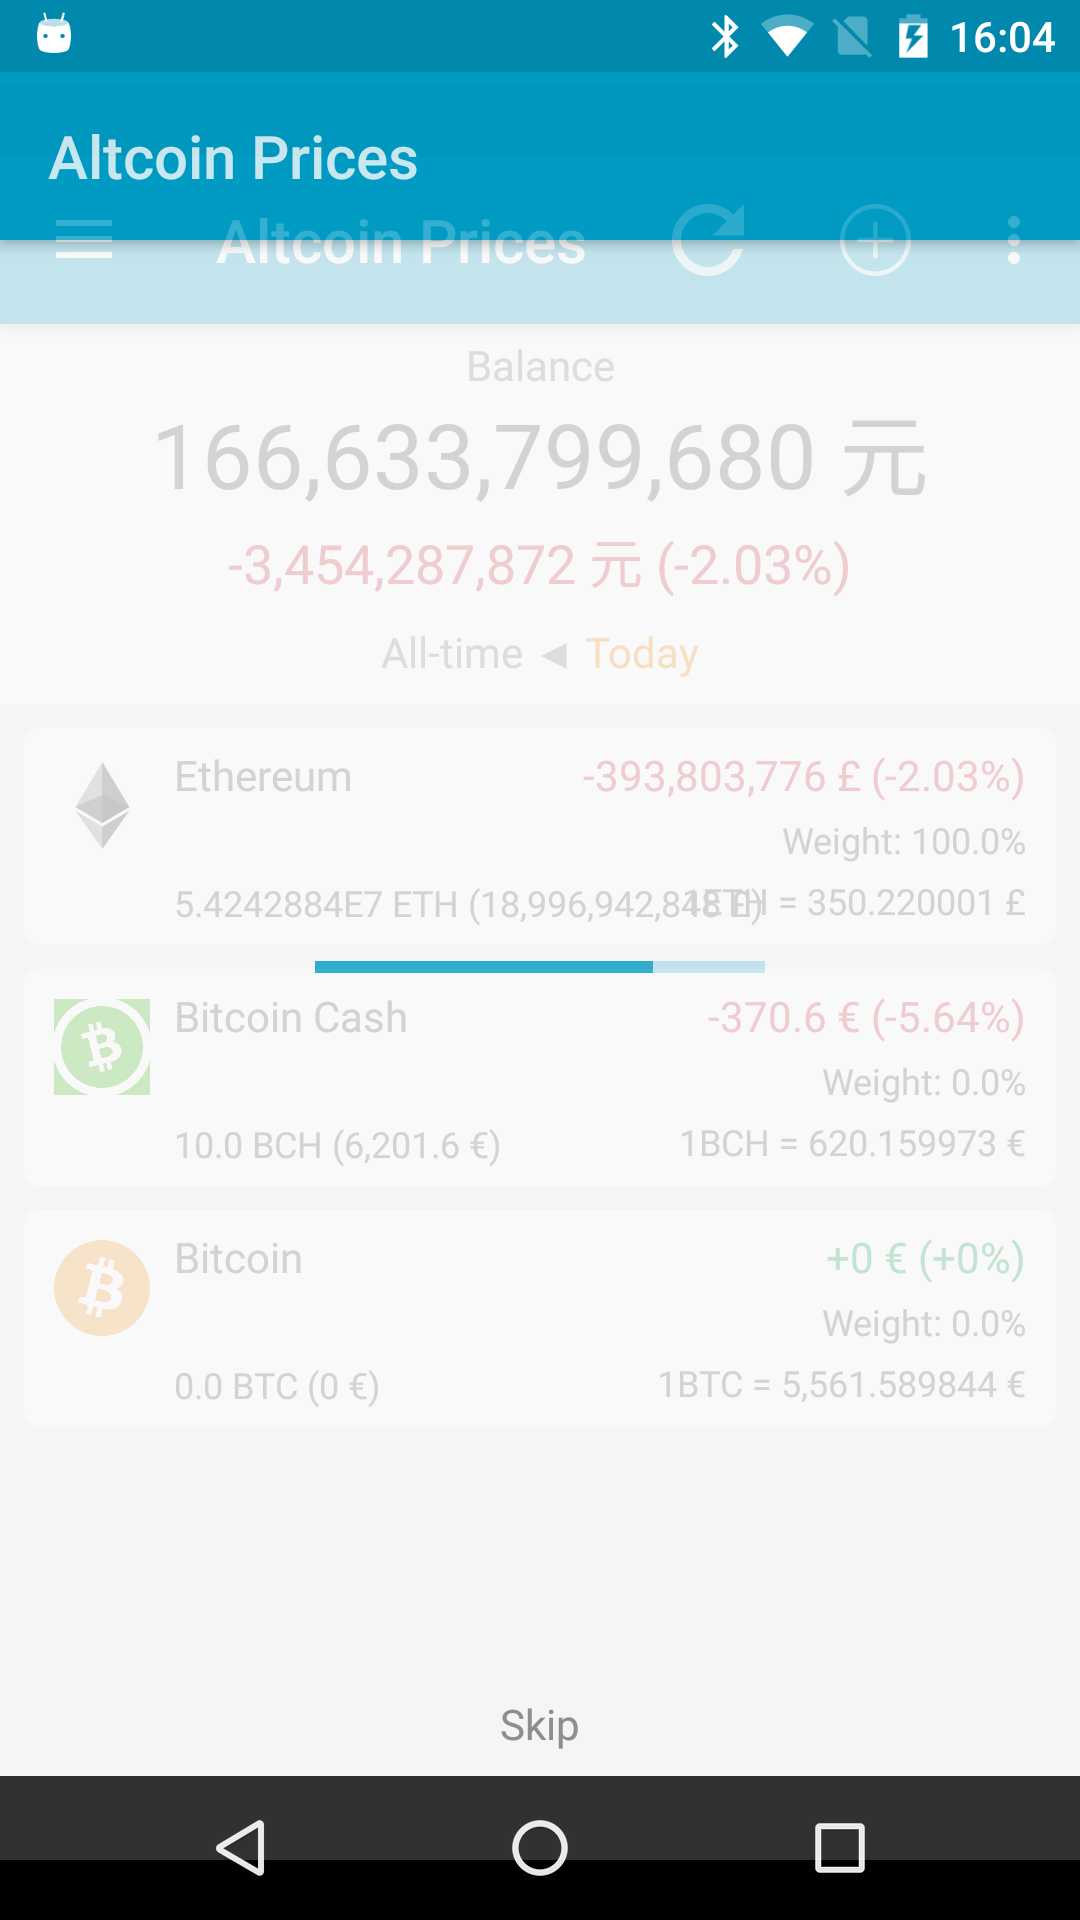 16:04
Altcoin Prices
Altcoin Prices
Balance
166,633,799,680 元
-3,454,287,872 元 (-2.03%)
All-time ◀ Today
Ethereum
-393,803,776 £ (-2.03%)
Weight: 100.0%
5.4242884E7 ETH (18,996,942,848 £)
1ETH = 350.220001 £
Bitcoin Cash
-370.6 € (-5.64%)
Weight: 0.0%
10.0 BCH (6,201.6 €)
1BCH = 620.159973 €
Bitcoin
+0 € (+0%)
Weight: 0.0%
0.0 BTC (0 €)
1BTC = 5,561.589844 €
Skip